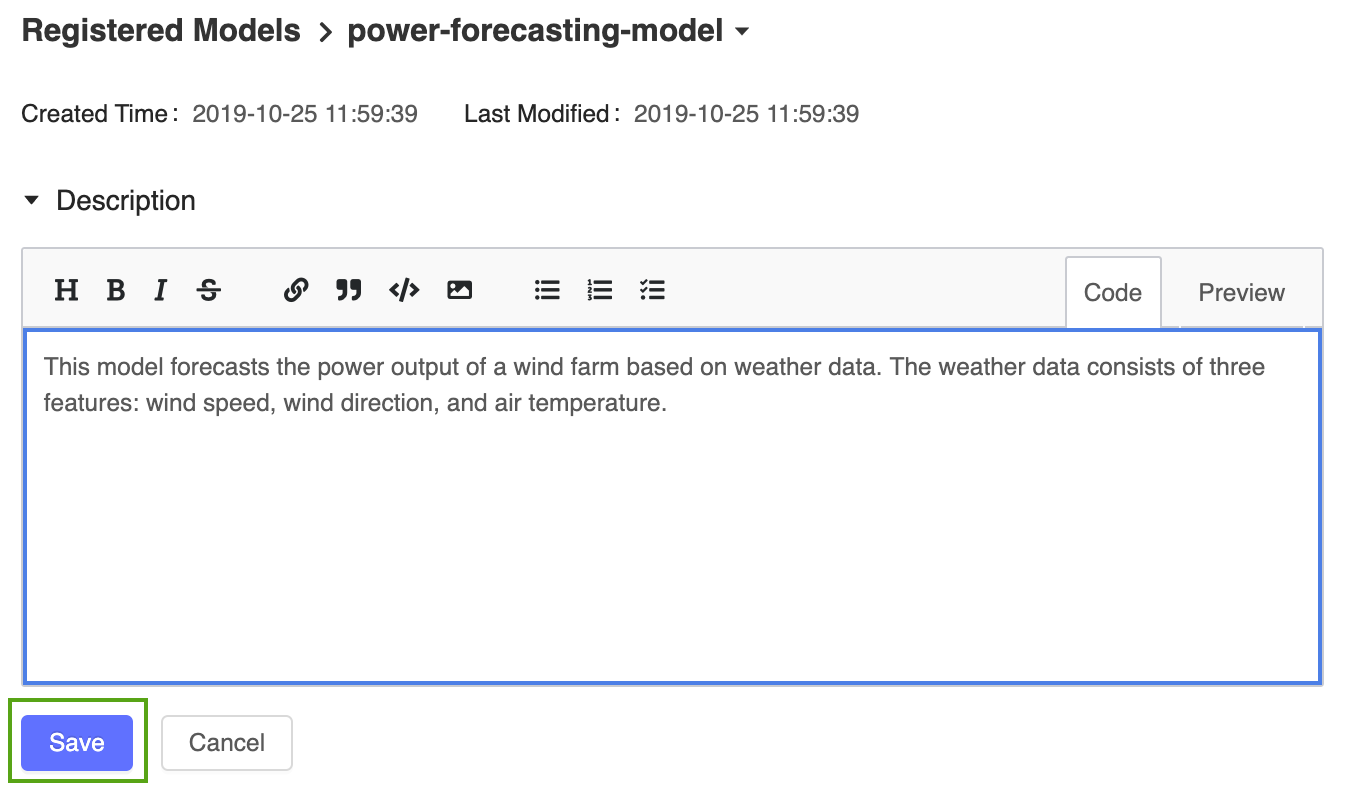 Registered Models > power-forecasting-model
Created Time: 2019-10-25 11:59:39 Last Modified: 2019-10-25 11:59:39
Description
H B I S Code Preview
This model forecasts the power output of a wind farm based on weather data. The weather data consists of three
features: wind speed, wind direction, and air temperature.
Save Cancel